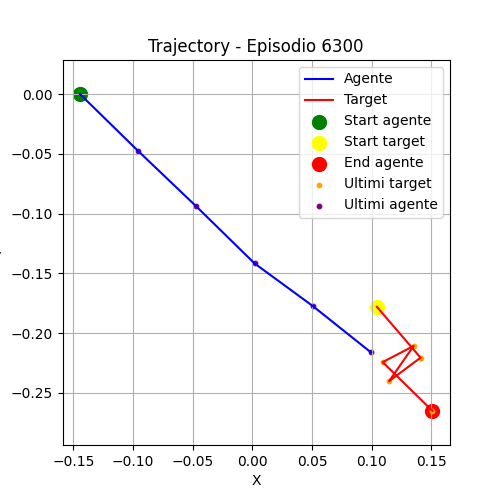 Trajectory - Episodio 6300
Agente
Target
Start agente
Start target
End agente
Ultimi target
Ultimi agente
0.00
−0.05
−0.10
−0.15
−0.20
−0.25
−0.15
−0.10
−0.05
0.00
0.05
0.10
0.15
X